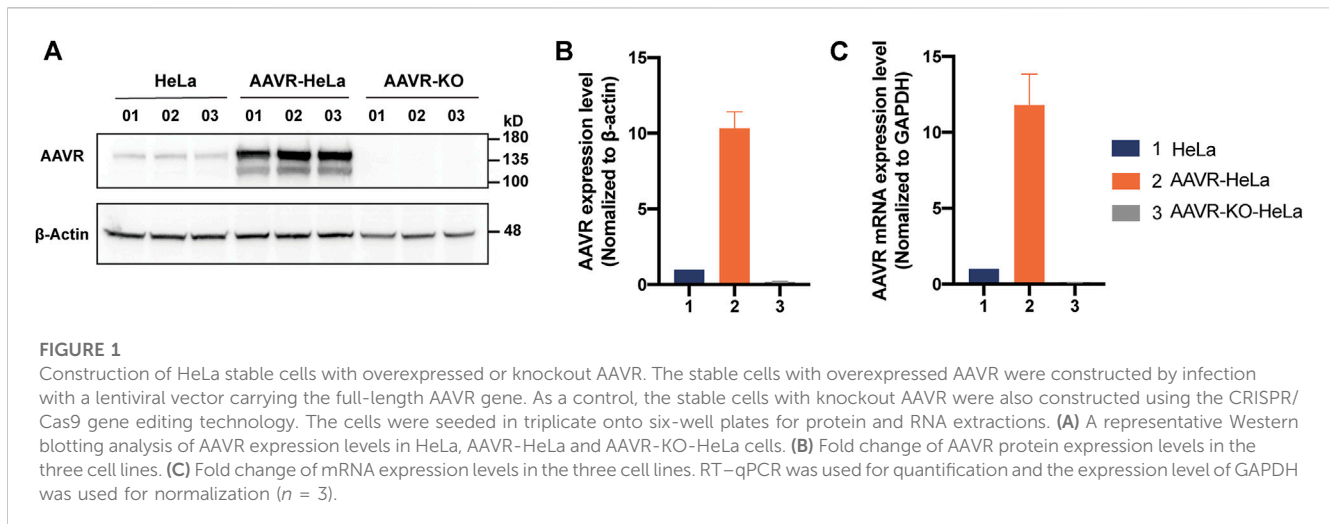 A
HeLa AAVR-HeLa AAVR-KO
01 02 03 01 02 03 01 02 03 kD
AAVR
180
135
100
β-Actin
48
B
AAVR expression level
(Nomalized to β-actin)
15
10
5
0
1 2 3
C
AAVR mRNA expression level
(Nomalized to GAPDH)
15
10
5
0
1 2 3
1 HeLa
2 AAVR-HeLa
3 AAVR-KO-HeLa
FIGURE 1
Construction of HeLa stable cells with overexpressed or knockout AAVR. The stable cells with overexpressed AAVR were constructed by infection
with a lentiviral vector carrying the full-length AAVR gene. As a control, the stable cells with knockout AAVR were also constructed using the CRISPR/
Cas9 gene editing technology. The cells were seeded in triplicate onto six-well plates for protein and RNA extractions. (A) A representative Western
blotting analysis of AAVR expression levels in HeLa, AAVR-HeLa and AAVR-KO-HeLa cells. (B) Fold change of AAVR protein expression levels in the
three cell lines. (C) Fold change of mRNA expression levels in the three cell lines. RT–qPCR was used for quantification and the expression level of GAPDH
was used for normalization (n = 3).